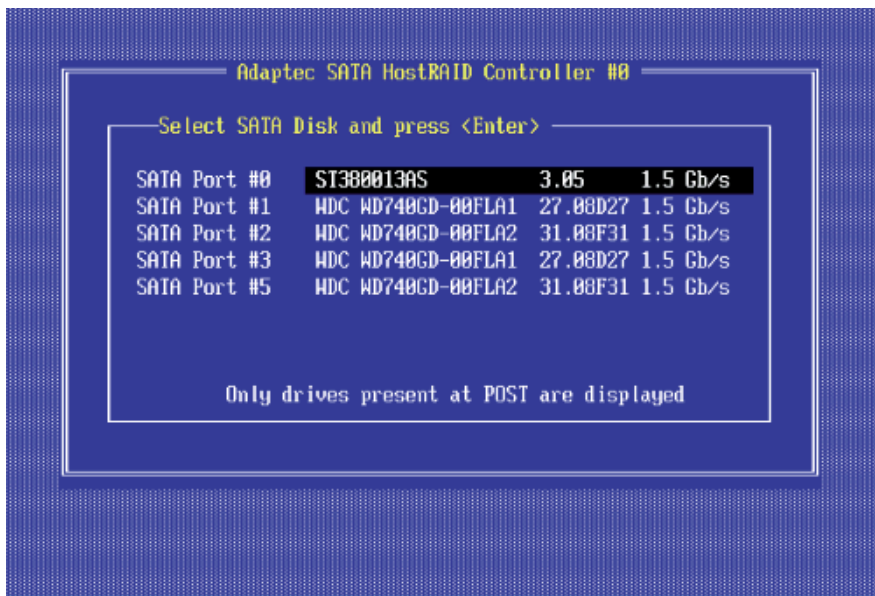 Adaptec SATA HostRAID Controller #0
Select SATA Disk and press <Enter>
SATA Port #0 ST380013AS 3.05 1.5 Gb/s
SATA Port #1 WDC WD740GD-00FLA1 27.08D27 1.5 Gb/s
SATA Port #2 WDC WD740GD-00FLA2 31.08F31 1.5 Gb/s
SATA Port #3 WDC WD740GD-00FLA1 27.08D27 1.5 Gb/s
SATA Port #5 WDC WD740GD-00FLA2 31.08F31 1.5 Gb/s
Only drives present at POST are displayed